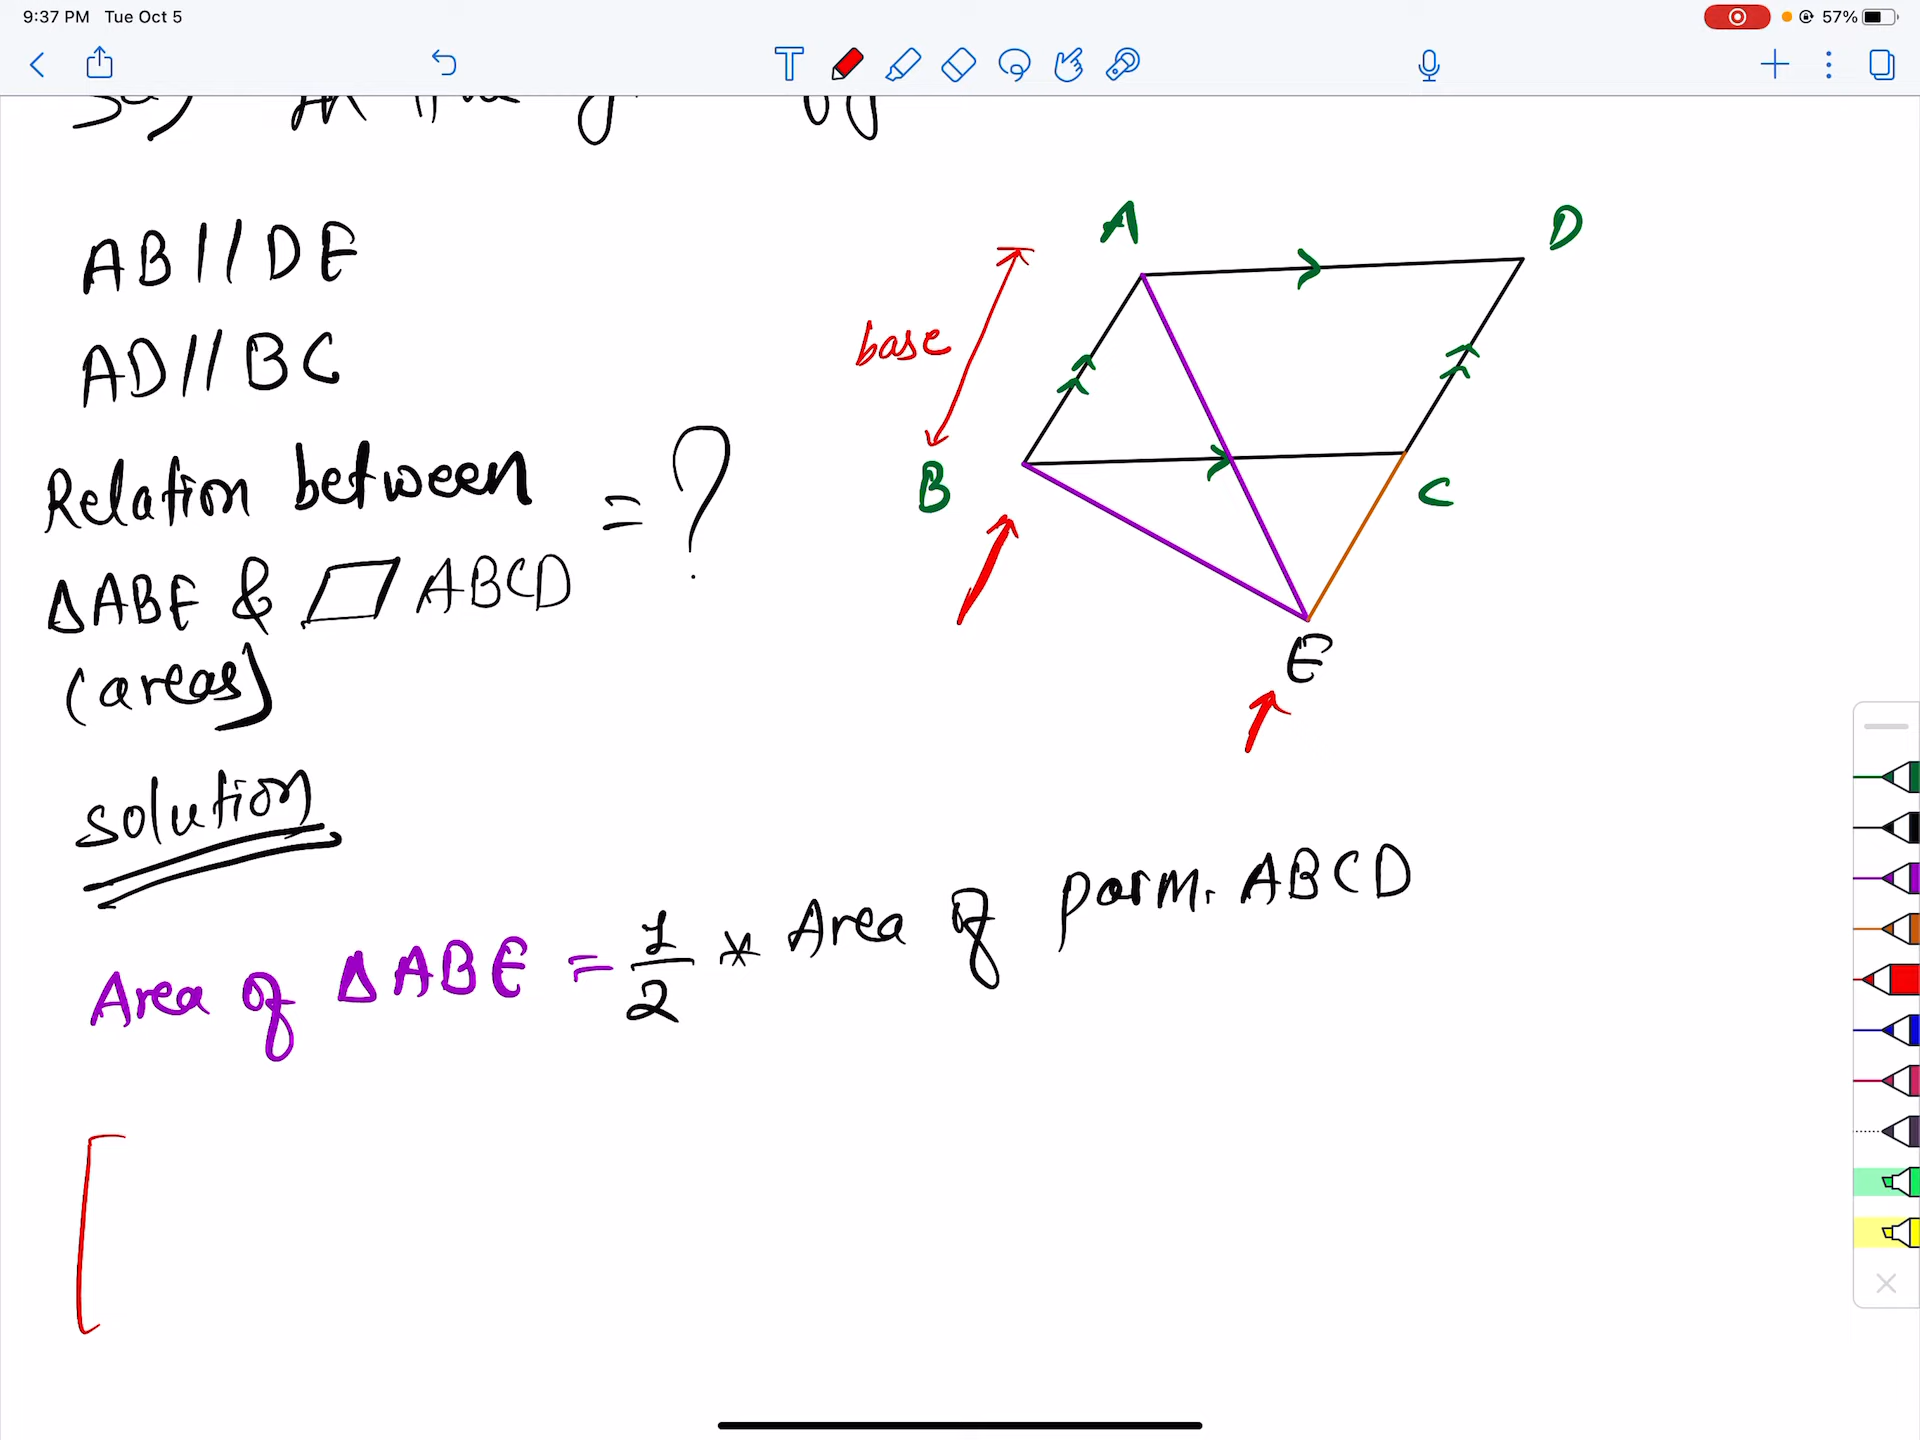 9:37 PM Tue Oct 5
57%
T
AB // DE
AD // BC
Relation between
= ?
ΔABE & ▱ ABCD
(areas)
A
D
base
B
C
E
solution
Area of ΔABE = 1/2 * Area of parm. ABCD